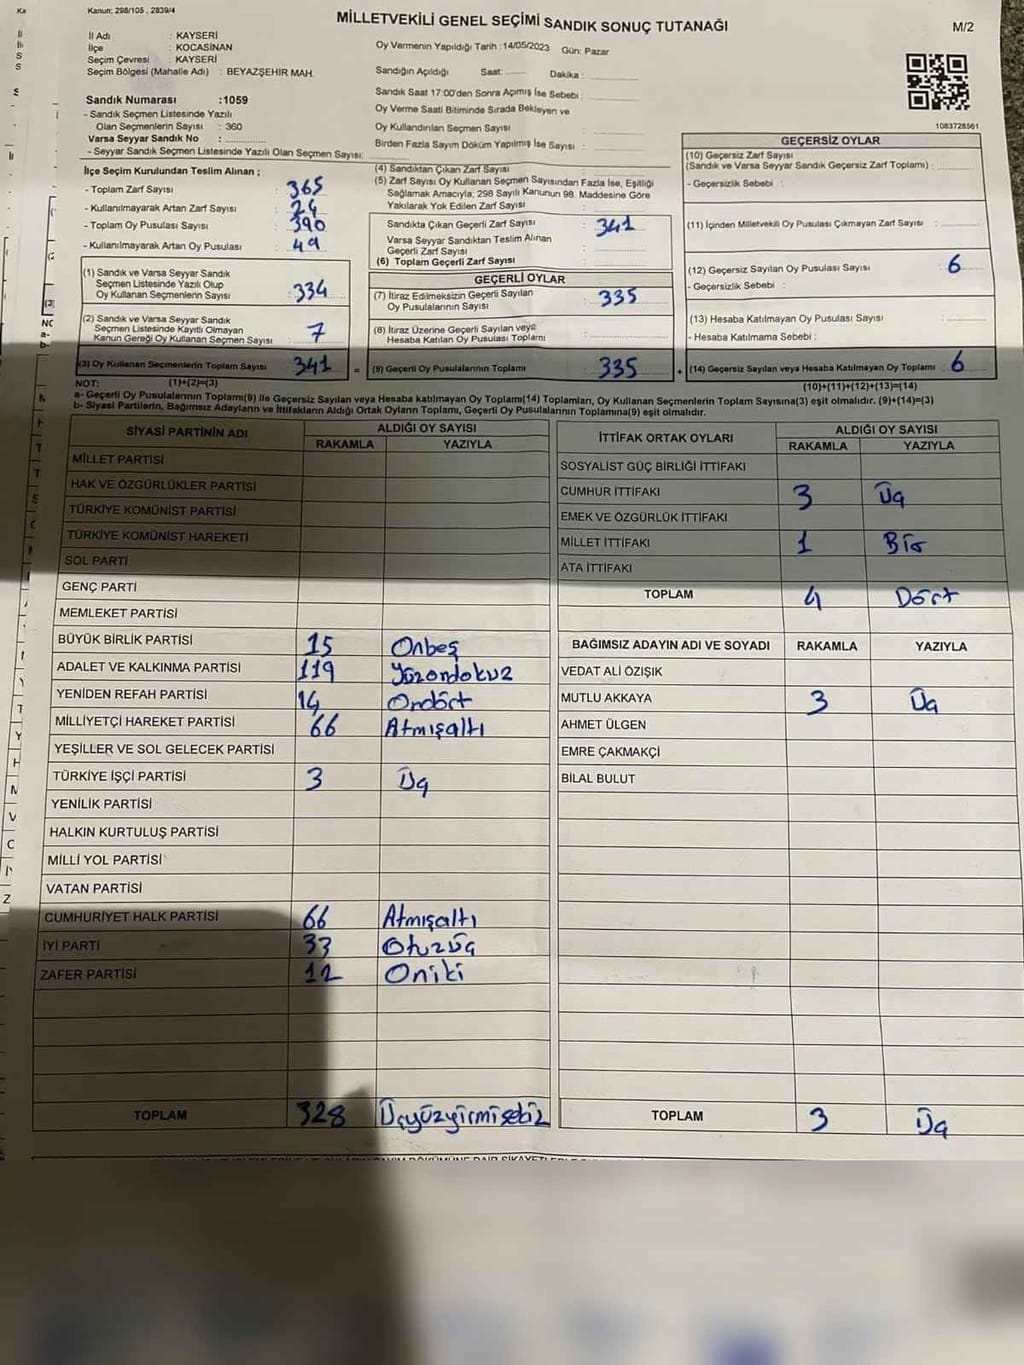 Kanun; 298/105 , 2839/4
MİLLETVEKİLİ GENEL SEÇİMİ SANDIK SONUÇ TUTANAĞI
M/2
İl Adı : KAYSERİ
İlçe : KOCASİNAN
Seçim Çevresi : KAYSERİ
Seçim Bölgesi (Mahalle Adı) : BEYAZŞEHİR MAH.
Sandık Numarası :1059
- Sandık Seçmen Listesinde Yazılı
Olan Seçmenlerin Sayısı : 360
Varsa Seyyar Sandık No :
- Seyyar Sandık Seçmen Listesinde Yazılı Olan Seçmen Sayısı:
Oy Vermenin Yapıldığı Tarih :14/05/2023 Gün: Pazar
Sandığın Açıldığı Saat: Dakika :
Sandık Saat 17:00'den Sonra Açımış İse Sebebi :
Oy Verme Saati Bitiminde Sırada Bekleyen ve
Oy Kullandırılan Seçmen Sayısı :
Birden Fazla Sayım Döküm Yapılmış İse Sayısı :
1083728561
İlçe Seçim Kurulundan Teslim Alınan ;
- Toplam Zarf Sayısı : 365
- Kullanılmayarak Artan Zarf Sayısı : 24
- Toplam Oy Pusulası Sayısı : 390
- Kullanılmayarak Artan Oy Pusulası : 49
(1) Sandık ve Varsa Seyyar Sandık
Seçmen Listesinde Yazılı Olup
Oy Kullanan Seçmenlerin Sayısı : 334
(2) Sandık ve Varsa Seyyar Sandık
Seçmen Listesinde Kayıtlı Olmayan
Kanun Gereği Oy Kullanan Seçmen Sayısı : 7
(3) Oy Kullanan Seçmenlerin Toplam Sayısı 341 =
(4) Sandıktan Çıkan Zarf Sayısı :
(5) Zarf Sayısı Oy Kullanan Seçmen Sayısından Fazla İse, Eşitliği
Sağlamak Amacıyla; 298 Sayılı Kanunun 98. Maddesine Göre
Yakılarak Yok Edilen Zarf Sayısı :
Sandıkta Çıkan Geçerli Zarf Sayısı : 341
Varsa Seyyar Sandıktan Teslim Alınan
Geçerli Zarf Sayısı :
(6) Toplam Geçerli Zarf Sayısı :
GEÇERLİ OYLAR
(7) İtiraz Edilmeksizin Geçerli Sayılan
Oy Pusulalarının Sayısı : 335
(8) İtiraz Üzerine Geçerli Sayılan veya
Hesaba Katılan Oy Pusulası Toplamı
(9) Geçerli Oy Pusulalarının Toplamı : 335
GEÇERSİZ OYLAR
(10) Geçersiz Zarf Sayısı
(Sandık ve Varsa Seyyar Sandık Geçersiz Zarf Toplamı) :
- Geçersizlik Sebebi :
(11) İçinden Milletvekili Oy Pusulası Çıkmayan Zarf Sayısı :
(12) Geçersiz Sayılan Oy Pusulası Sayısı : 6
- Geçersizlik Sebebi :
(13) Hesaba Katılmayan Oy Pusulası Sayısı :
- Hesaba Katılmama Sebebi :
(14) Geçersiz Sayılan veya Hesaba Katılmayan Oy Toplamı 6
NOT: (1)+(2)=(3)
(10)+(11)+(12)+(13)=(14)
a- Geçerli Oy Pusulalarının Toplamı(9) ile Geçersiz Sayılan veya Hesaba katılmayan Oy Toplamı(14) Toplamları, Oy Kullanan Seçmenlerin Toplam Sayısına(3) eşit olmalıdır. (9)+(14)=(3)
b- Siyasi Partilerin, Bağımsız Adayların ve İttifakların Aldığı Ortak Oyların Toplamı, Geçerli Oy Pusulalarının Toplamına(9) eşit olmalıdır.
SİYASİ PARTİNİN ADI ALDIĞI OY SAYISI
RAKAMLA YAZIYLA
MİLLET PARTİSİ
HAK VE ÖZGÜRLÜKLER PARTİSİ
TÜRKİYE KOMÜNİST PARTİSİ
TÜRKİYE KOMÜNİST HAREKETİ
SOL PARTİ
GENÇ PARTİ
MEMLEKET PARTİSİ
BÜYÜK BİRLİK PARTİSİ 15 Onbeş
ADALET VE KALKINMA PARTİSİ 119 Yüzondokuz
YENİDEN REFAH PARTİSİ 14 Ondört
MİLLİYETÇİ HAREKET PARTİSİ 66 Atmışaltı
YEŞİLLER VE SOL GELECEK PARTİSİ
TÜRKİYE İŞÇİ PARTİSİ 3 Üç
YENİLİK PARTİSİ
HALKIN KURTULUŞ PARTİSİ
MİLLİ YOL PARTİSİ
VATAN PARTİSİ
CUMHURİYET HALK PARTİSİ 66 Atmışaltı
İYİ PARTİ 33 Otuzüç
ZAFER PARTİSİ 12 Oniki
TOPLAM 328 Üçyüzyirmisekiz
İTTİFAK ORTAK OYLARI ALDIĞI OY SAYISI
RAKAMLA YAZIYLA
SOSYALİST GÜÇ BİRLİĞİ İTTİFAKI
CUMHUR İTTİFAKI 3 Üç
EMEK VE ÖZGÜRLÜK İTTİFAKI
MİLLET İTTİFAKI 1 Bir
ATA İTTİFAKI
TOPLAM 4 Dört
BAĞIMSIZ ADAYIN ADI VE SOYADI RAKAMLA YAZIYLA
VEDAT ALİ ÖZIŞIK
MUTLU AKKAYA 3 Üç
AHMET ÜLGEN
EMRE ÇAKMAKÇİ
BİLAL BULUT
TOPLAM 3 Üç